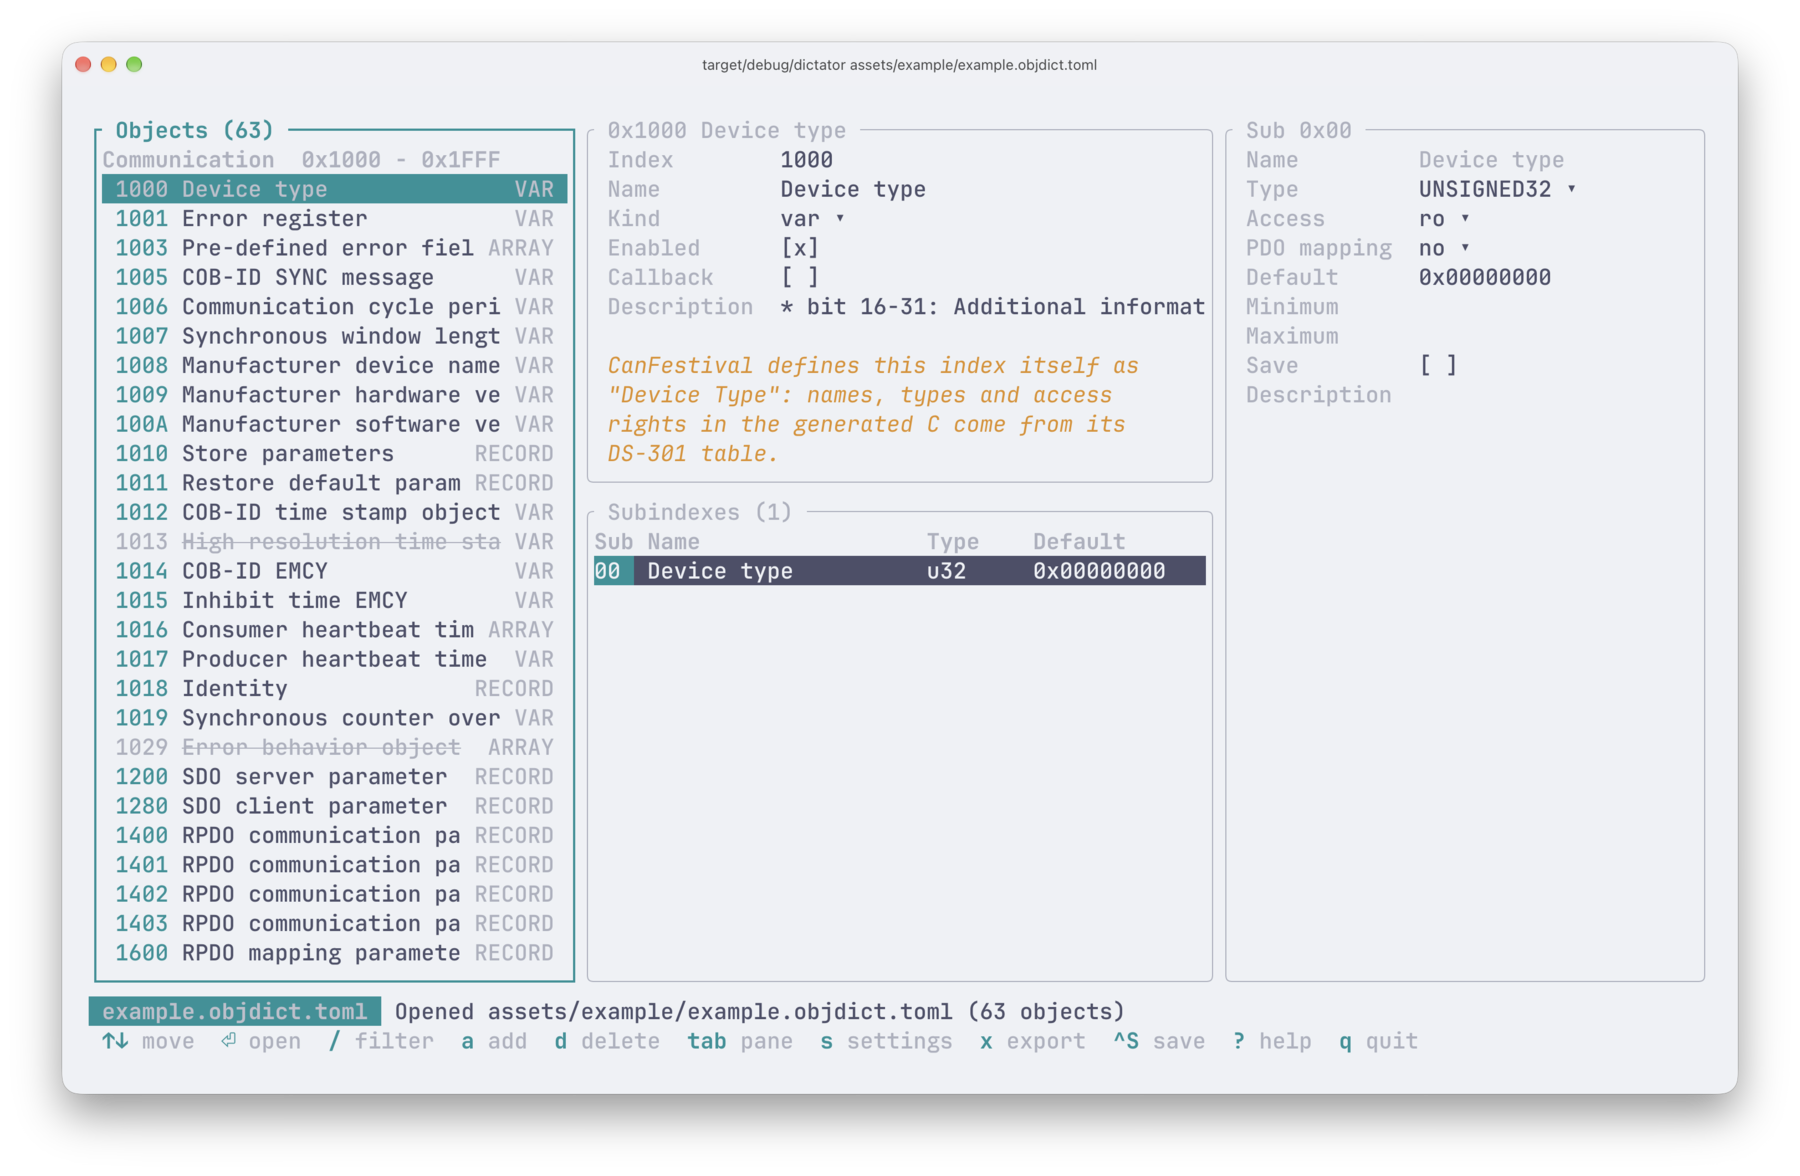 target/debug/dictator assets/example/example.objdict.toml
Objects (63)
Communication 0x1000 - 0x1FFF
1000 Device type VAR
1001 Error register VAR
1003 Pre-defined error fiel ARRAY
1005 COB-ID SYNC message VAR
1006 Communication cycle peri VAR
1007 Synchronous window lengt VAR
1008 Manufacturer device name VAR
1009 Manufacturer hardware ve VAR
100A Manufacturer software ve VAR
1010 Store parameters RECORD
1011 Restore default param RECORD
1012 COB-ID time stamp object VAR
1013 High resolution time sta VAR
1014 COB-ID EMCY VAR
1015 Inhibit time EMCY VAR
1016 Consumer heartbeat tim ARRAY
1017 Producer heartbeat time VAR
1018 Identity RECORD
1019 Synchronous counter over VAR
1029 Error behavior object ARRAY
1200 SDO server parameter RECORD
1280 SDO client parameter RECORD
1400 RPDO communication pa RECORD
1401 RPDO communication pa RECORD
1402 RPDO communication pa RECORD
1403 RPDO communication pa RECORD
1600 RPDO mapping paramete RECORD
0x1000 Device type
Index 1000
Name Device type
Kind var ▾
Enabled [x]
Callback [ ]
Description * bit 16-31: Additional informat
CanFestival defines this index itself as
"Device Type": names, types and access
rights in the generated C come from its
DS-301 table.
Subindexes (1)
Sub Name Type Default
00 Device type u32 0x00000000
Sub 0x00
Name Device type
Type UNSIGNED32 ▾
Access ro ▾
PDO mapping no ▾
Default 0x00000000
Minimum
Maximum
Save [ ]
Description
example.objdict.toml Opened assets/example/example.objdict.toml (63 objects)
↑↓ move ⏎ open / filter a add d delete tab pane s settings x export ^S save ? help q quit